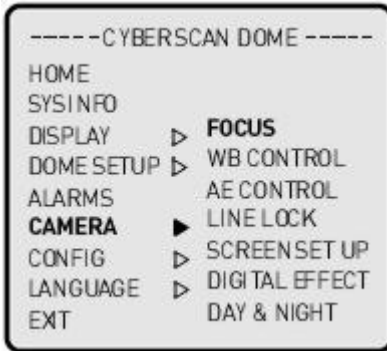 ------CYBERSCAN DOME -----
HOME
SYSINFO
DISPLAY ▷
DOME SETUP ▷
ALARMS
CAMERA ▶
CONFIG ▷
LANGUAGE ▷
EXIT
FOCUS
WB CONTROL
AE CONTROL
LINE LOCK
SCREEN SET UP
DIGITAL EFFECT
DAY & NIGHT